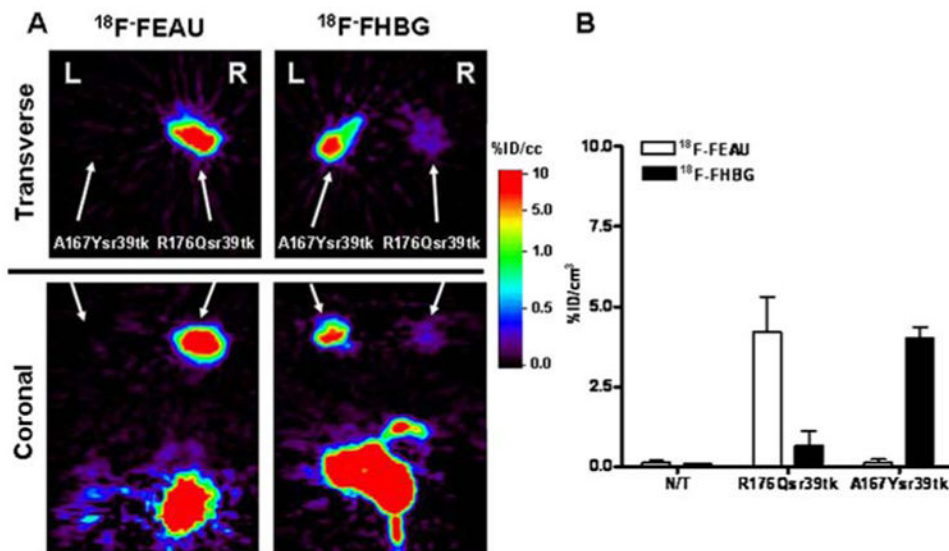 A
18F-FEAU
18F-FHBG
B
Transverse
L R
A167Ysr39tk R176Qsr39tk
L R
A167Ysr39tk R176Qsr39tk
%ID/cc
10
5.0
1.0
0.5
0.0
Coronal
18F-FEAU
18F-FHBG
%ID/cm3
10.0
7.5
5.0
2.5
0.0
N/T R176Qsr39tk A167Ysr39tk